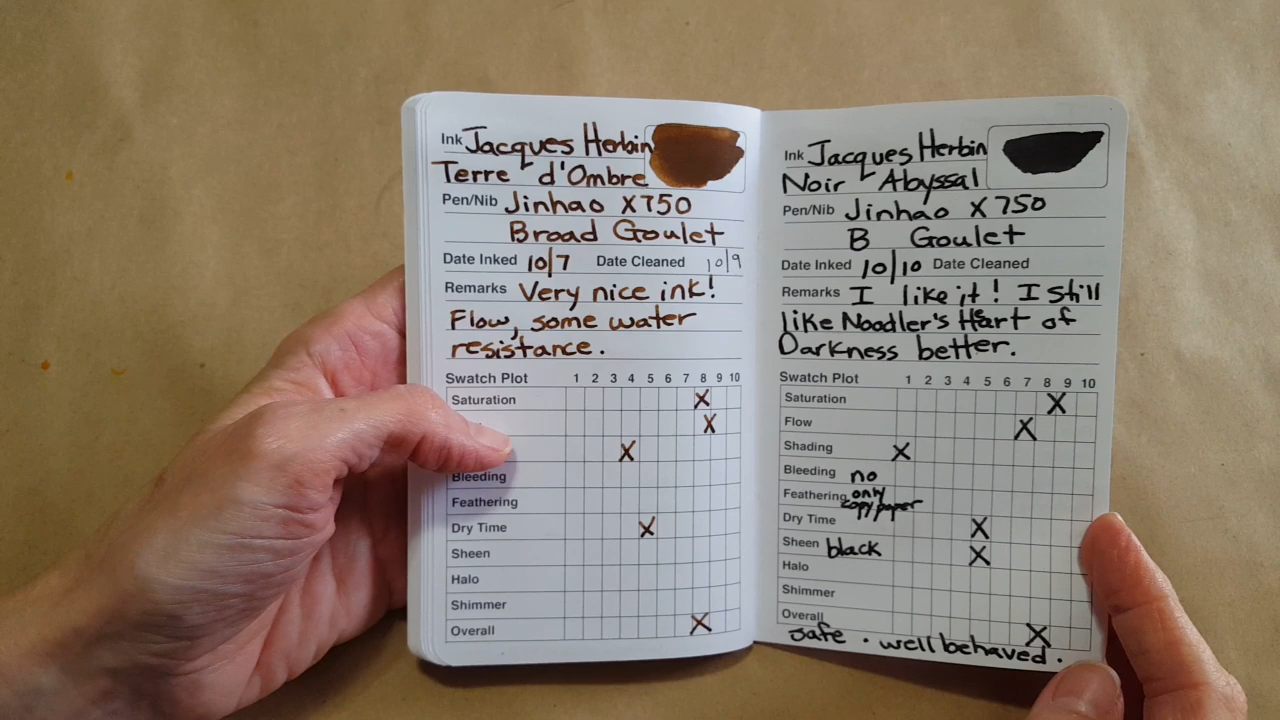 Ink Jacques Herbin
Terre d'Ombre
Pen/Nib Jinhao X750
Broad Goulet
Date Inked 10/7 Date Cleaned 10/9
Remarks Very nice ink!
Flow, some water
resistance.
Swatch Plot 1 2 3 4 5 6 7 8 9 10
Saturation X
X
X
Bleeding
Feathering
Dry Time X
Sheen
Halo
Shimmer
Overall X
Ink Jacques Herbin
Noir Abyssal
Pen/Nib Jinhao X750
B Goulet
Date Inked 10/10 Date Cleaned
Remarks I like it! I still
like Noodler's Hart of
Darkness better.
Swatch Plot 1 2 3 4 5 6 7 8 9 10
Saturation X
Flow X
Shading X
Bleeding no
Feathering only
copy paper
Dry Time X
Sheen black X
Halo
Shimmer
Overall X
safe . well behaved.